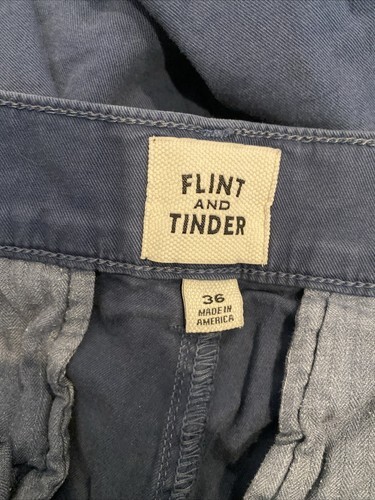 FLINT
AND
TINDER
36
MADE IN
AMERICA